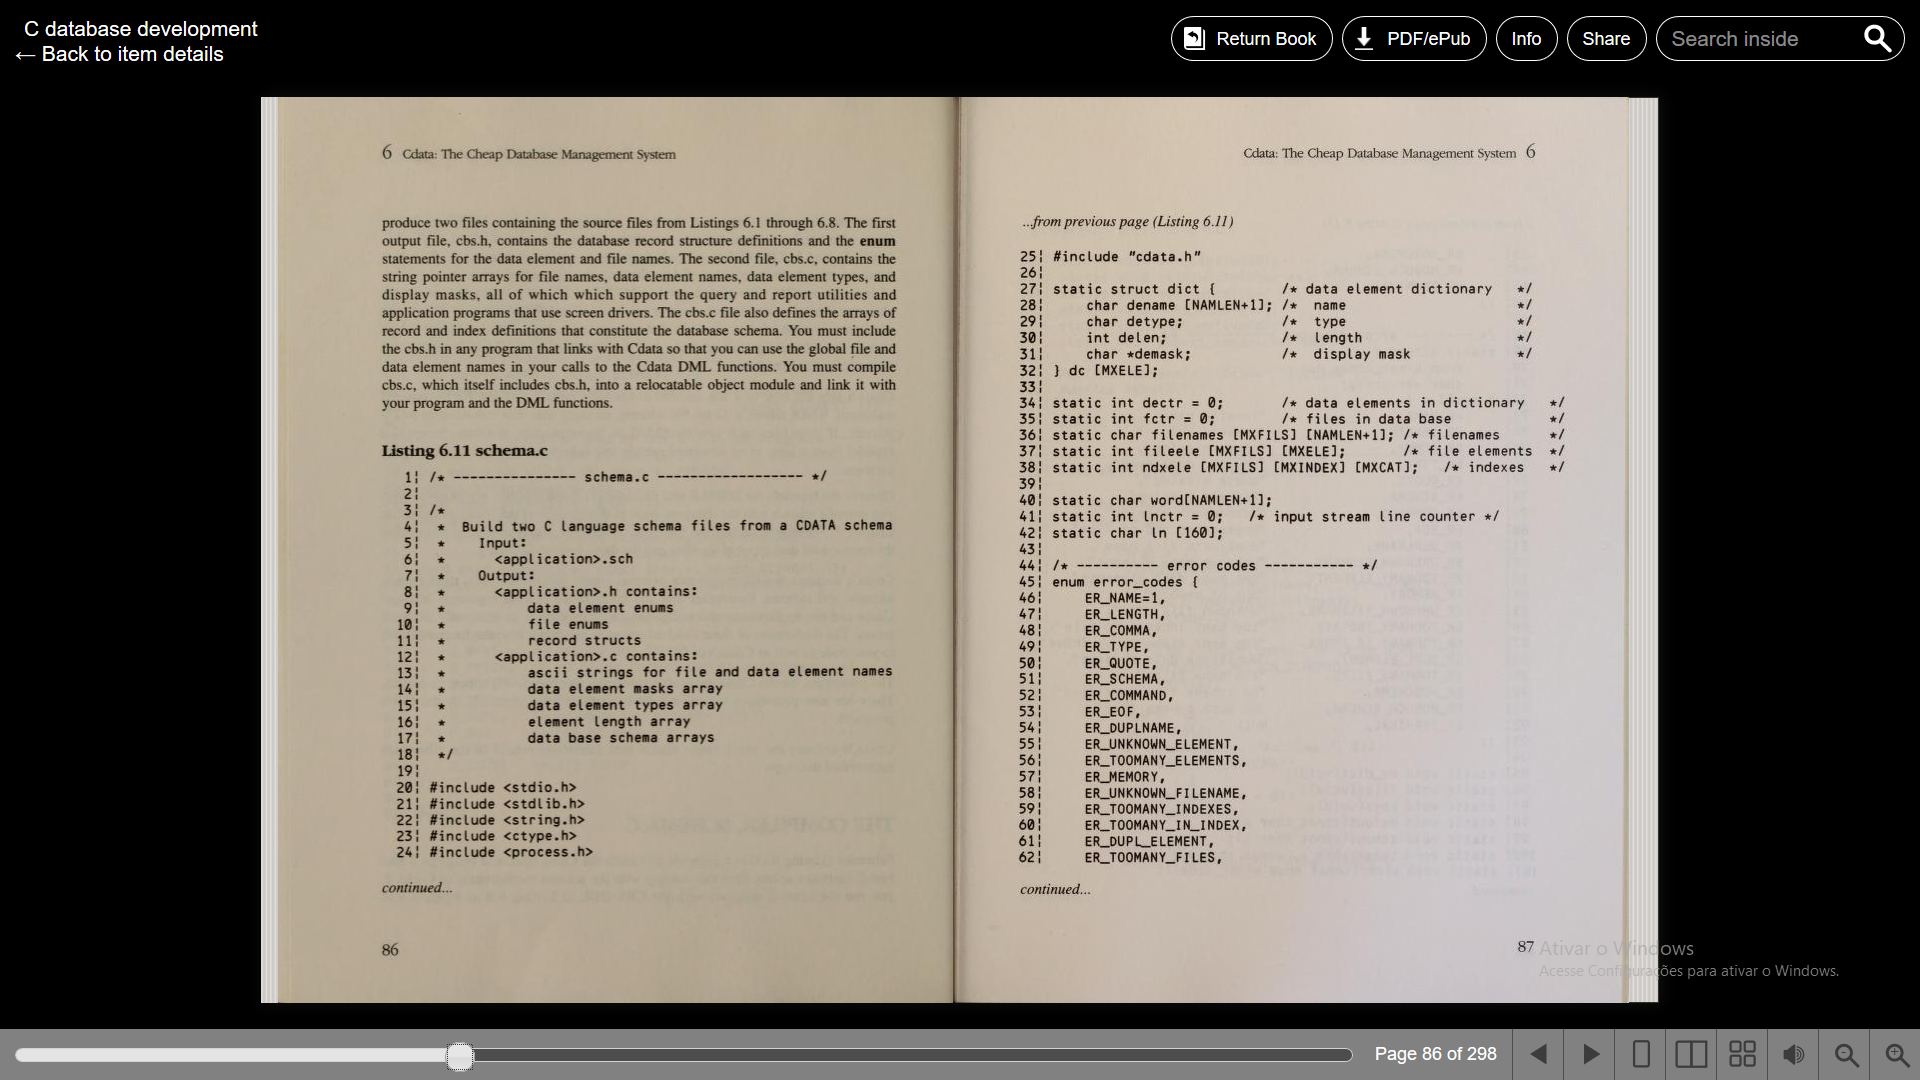 C database development
← Back to item details
Return Book
PDF/ePub
Info
Share
Search inside
6 Cdata: The Cheap Database Management System
produce two files containing the source files from Listings 6.1 through 6.8. The first
output file, cbs.h, contains the database record structure definitions and the enum
statements for the data element and file names. The second file, cbs.c, contains the
string pointer arrays for file names, data element names, data element types, and
display masks, all of which which support the query and report utilities and
application programs that use screen drivers. The cbs.c file also defines the arrays of
record and index definitions that constitute the database schema. You must include
the cbs.h in any program that links with Cdata so that you can use the global file and
data element names in your calls to the Cdata DML functions. You must compile
cbs.c, which itself includes cbs.h, into a relocatable object module and link it with
your program and the DML functions.
Listing 6.11 schema.c
1¦ /* --------------- schema.c ------------------ */
2¦
3¦ /*
4¦  *  Build two C language schema files from a CDATA schema
5¦  *    Input:
6¦  *      <application>.sch
7¦  *    Output:
8¦  *      <application>.h contains:
9¦  *          data element enums
10¦  *          file enums
11¦  *          record structs
12¦  *      <application>.c contains:
13¦  *          ascii strings for file and data element names
14¦  *          data element masks array
15¦  *          data element types array
16¦  *          element length array
17¦  *          data base schema arrays
18¦  */
19¦
20¦ #include <stdio.h>
21¦ #include <stdlib.h>
22¦ #include <string.h>
23¦ #include <ctype.h>
24¦ #include <process.h>
continued...
86
Cdata: The Cheap Database Management System 6
...from previous page (Listing 6.11)
25¦ #include "cdata.h"
26¦
27¦ static struct dict {        /* data element dictionary   */
28¦     char dename [NAMLEN+1]; /*  name                     */
29¦     char detype;            /*  type                     */
30¦     int delen;              /*  length                   */
31¦     char *demask;           /*  display mask             */
32¦ } dc [MXELE];
33¦
34¦ static int dectr = 0;       /* data elements in dictionary   */
35¦ static int fctr = 0;        /* files in data base            */
36¦ static char filenames [MXFILS] [NAMLEN+1]; /* filenames      */
37¦ static int fileele [MXFILS] [MXELE];       /* file elements  */
38¦ static int ndxele [MXFILS] [MXINDEX] [MXCAT];   /* indexes   */
39¦
40¦ static char word[NAMLEN+1];
41¦ static int lnctr = 0;   /* input stream line counter */
42¦ static char ln [160];
43¦
44¦ /* ---------- error codes ----------- */
45¦ enum error_codes {
46¦     ER_NAME=1,
47¦     ER_LENGTH,
48¦     ER_COMMA,
49¦     ER_TYPE,
50¦     ER_QUOTE,
51¦     ER_SCHEMA,
52¦     ER_COMMAND,
53¦     ER_EOF,
54¦     ER_DUPLNAME,
55¦     ER_UNKNOWN_ELEMENT,
56¦     ER_TOOMANY_ELEMENTS,
57¦     ER_MEMORY,
58¦     ER_UNKNOWN_FILENAME,
59¦     ER_TOOMANY_INDEXES,
60¦     ER_TOOMANY_IN_INDEX,
61¦     ER_DUPL_ELEMENT,
62¦     ER_TOOMANY_FILES,
continued...
87
Ativar o Windows
Acesse Configurações para ativar o Windows.
Page 86 of 298